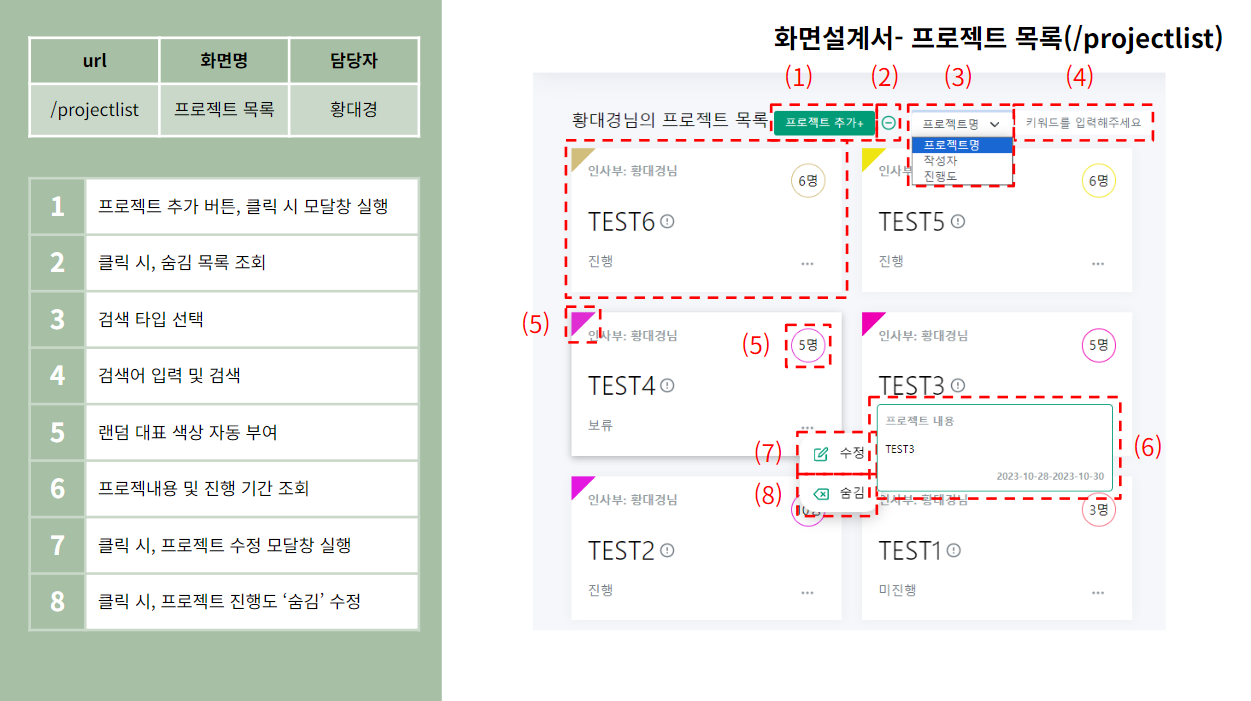 화면설계서- 프로젝트 목록(/projectlist)
url 화면명 담당자
/projectlist 프로젝트 목록 황대경
1 프로젝트 추가 버튼, 클릭 시 모달창 실행
2 클릭 시, 숨김 목록 조회
3 검색 타입 선택
4 검색어 입력 및 검색
5 랜덤 대표 색상 자동 부여
6 프로젝내용 및 진행 기간 조회
7 클릭 시, 프로젝트 수정 모달창 실행
8 클릭 시, 프로젝트 진행도 ‘숨김’ 수정
(1) (2) (3) (4)
황대경님의 프로젝트 목록 프로젝트 추가+ 프로젝트명 키워드를 입력해주세요
프로젝트명
작성자
진행도
인사부: 황대경님 6명
TEST6
진행 ...
인사부 6명
TEST5
진행 ...
(5)
인사부: 황대경님 (5) 5명
TEST4
보류 ...
인사부: 황대경님 5명
TEST3
프로젝트 내용
TEST3
2023-10-28-2023-10-30
(6)
(7) 수정
(8) 숨김
인사부: 황대경님
TEST2
진행 ...
인사부: 황대경님 3명
TEST1
미진행 ...